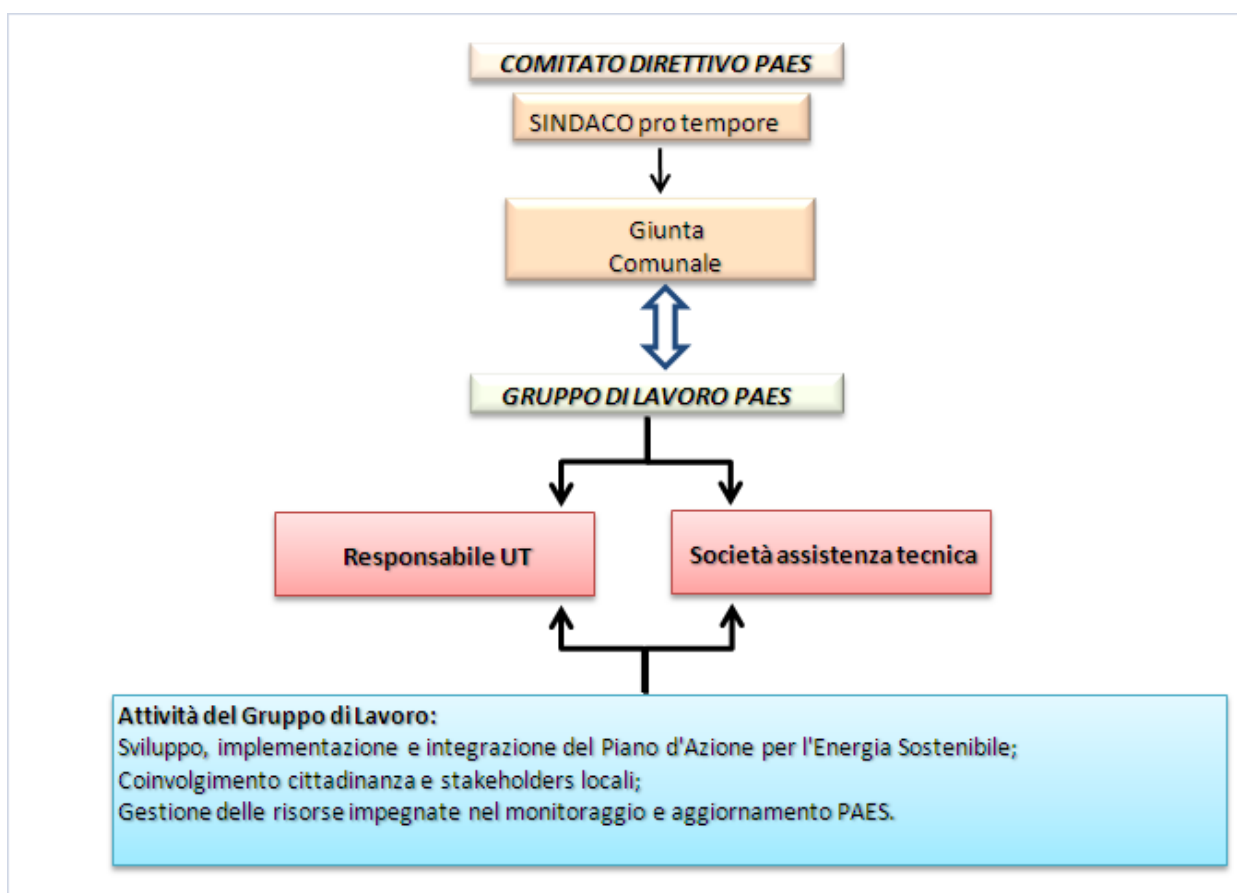 COMITATO DIRETTIVO PAES
SINDACO pro tempore
Giunta
Comunale
GRUPPO DI LAVORO PAES
Responsabile UT
Società assistenza tecnica
Attività del Gruppo di Lavoro:
Sviluppo, implementazione e integrazione del Piano d'Azione per l'Energia Sostenibile;
Coinvolgimento cittadinanza e stakeholders locali;
Gestione delle risorse impegnate nel monitoraggio e aggiornamento PAES.